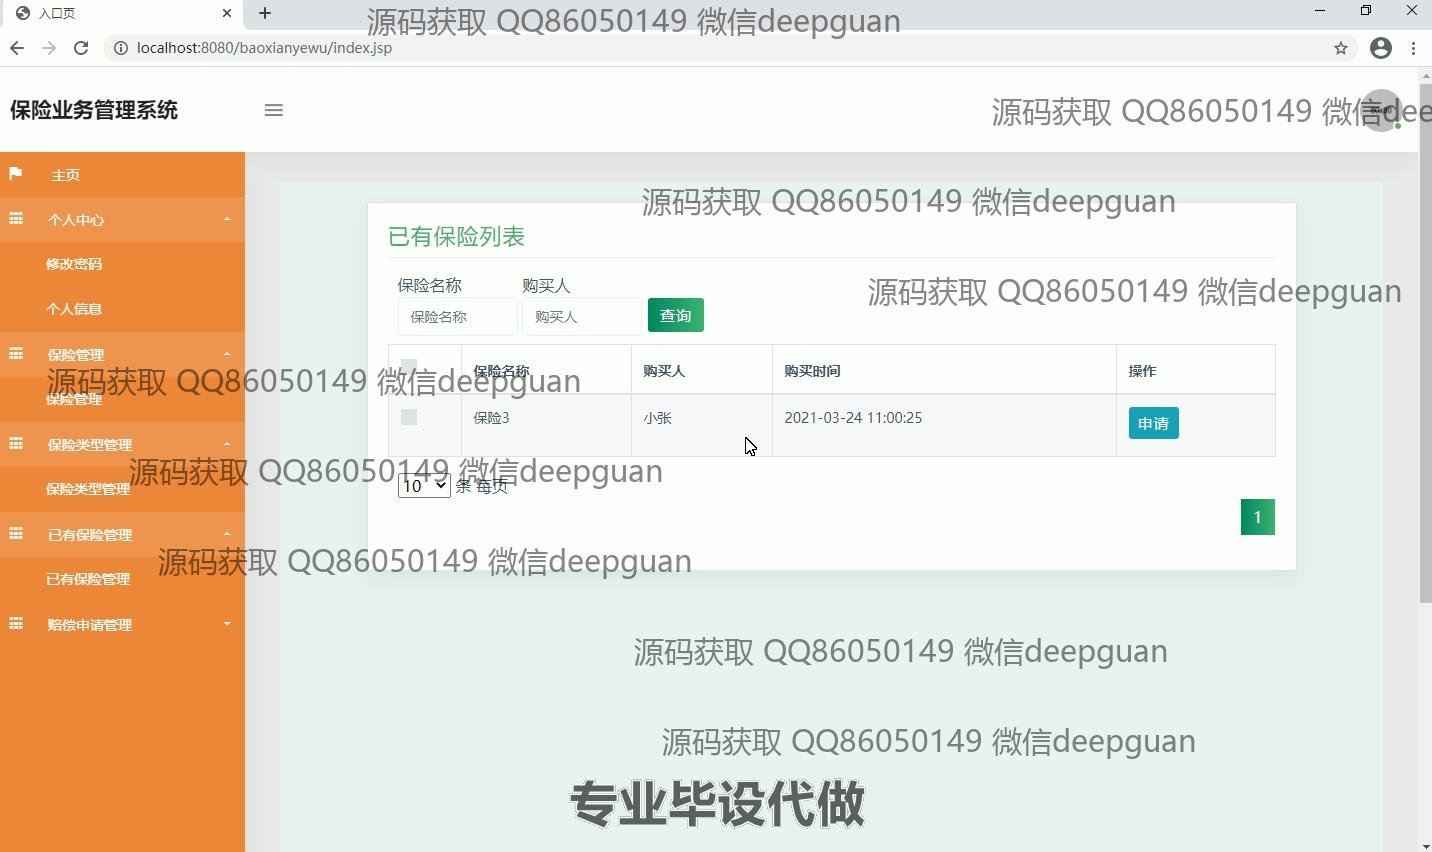 入口页
源码获取 QQ86050149 微信deepguan
localhost:8080/baoxianyewu/index.jsp
保险业务管理系统
源码获取 QQ86050149 微信dee
主页
源码获取 QQ86050149 微信deepguan
个人中心
已有保险列表
修改密码
保险名称 购买人
源码获取 QQ86050149 微信deepguan
个人信息
保险名称 购买人 查询
保险管理
保险名称 购买人 购买时间 操作
源码获取 QQ86050149 微信deepguan
保险管理
保险3 小张 2021-03-24 11:00:25 申请
保险类型管理
源码获取 QQ86050149 微信deepguan
保险类型管理
10 条 每页
1
已有保险管理
源码获取 QQ86050149 微信deepguan
已有保险管理
赔偿申请管理
源码获取 QQ86050149 微信deepguan
源码获取 QQ86050149 微信deepguan
专业毕设代做